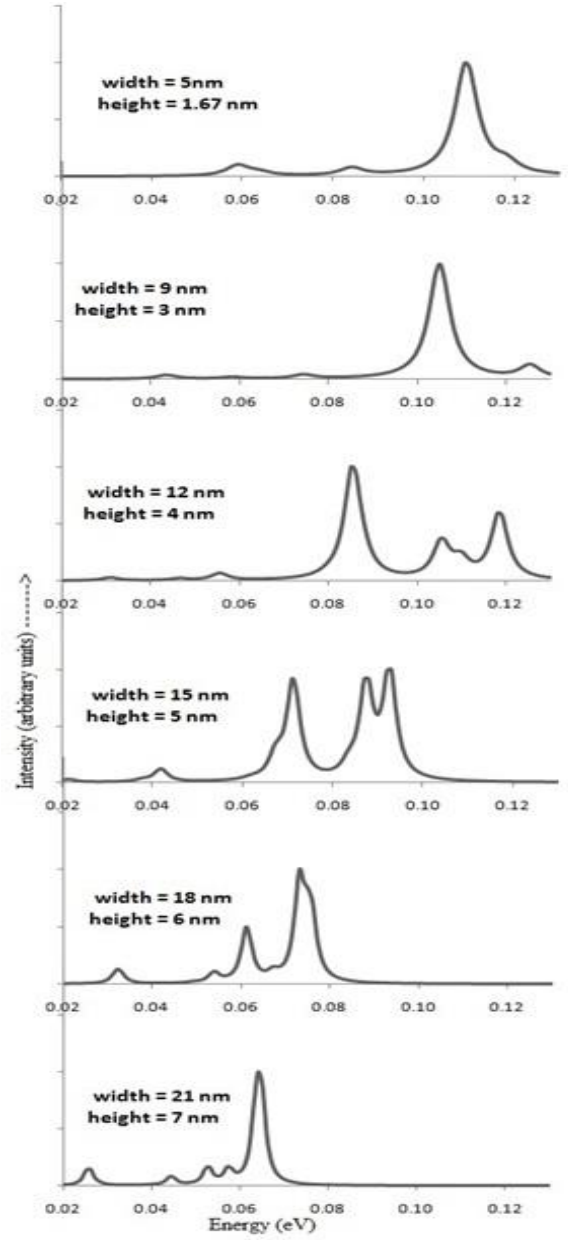 width = 5nm
height = 1.67 nm
0.02 0.04 0.06 0.08 0.10 0.12
width = 9 nm
height = 3 nm
0.02 0.04 0.06 0.08 0.10 0.12
width = 12 nm
height = 4 nm
0.02 0.04 0.06 0.08 0.10 0.12
Intensity (arbitrary units) ------->
width = 15 nm
height = 5 nm
0.02 0.04 0.06 0.08 0.10 0.12
width = 18 nm
height = 6 nm
0.02 0.04 0.06 0.08 0.10 0.12
width = 21 nm
height = 7 nm
0.02 0.04 0.06 0.08 0.10 0.12
Energy (eV)